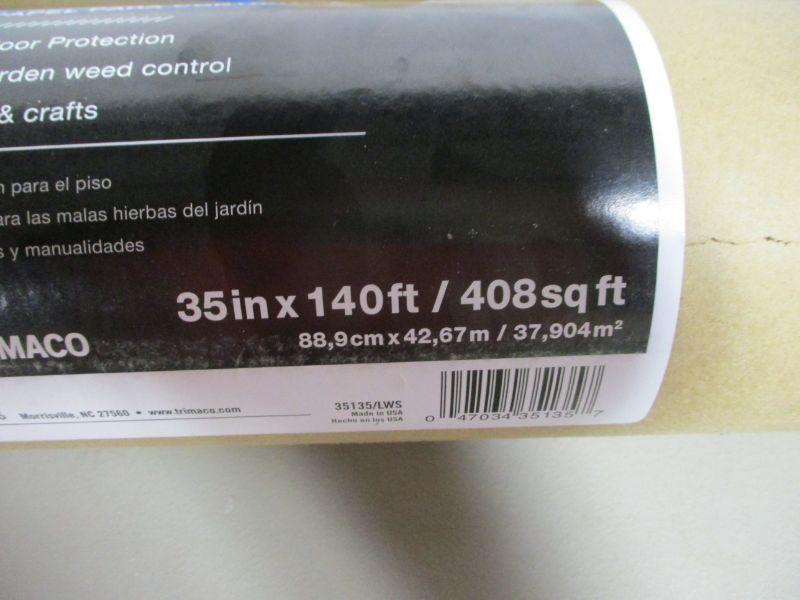 oor Protection
rden weed control
& crafts
n para el piso
ara las malas hierbas del jardín
s y manualidades
35in x 140ft / 408sq ft
88,9cm x 42,67m / 37,904m²
MACO
Morrisville, NC 27560 • www.trimaco.com
35135/LWS
Made in USA
Hecho en los USA
0 47034 35135 7